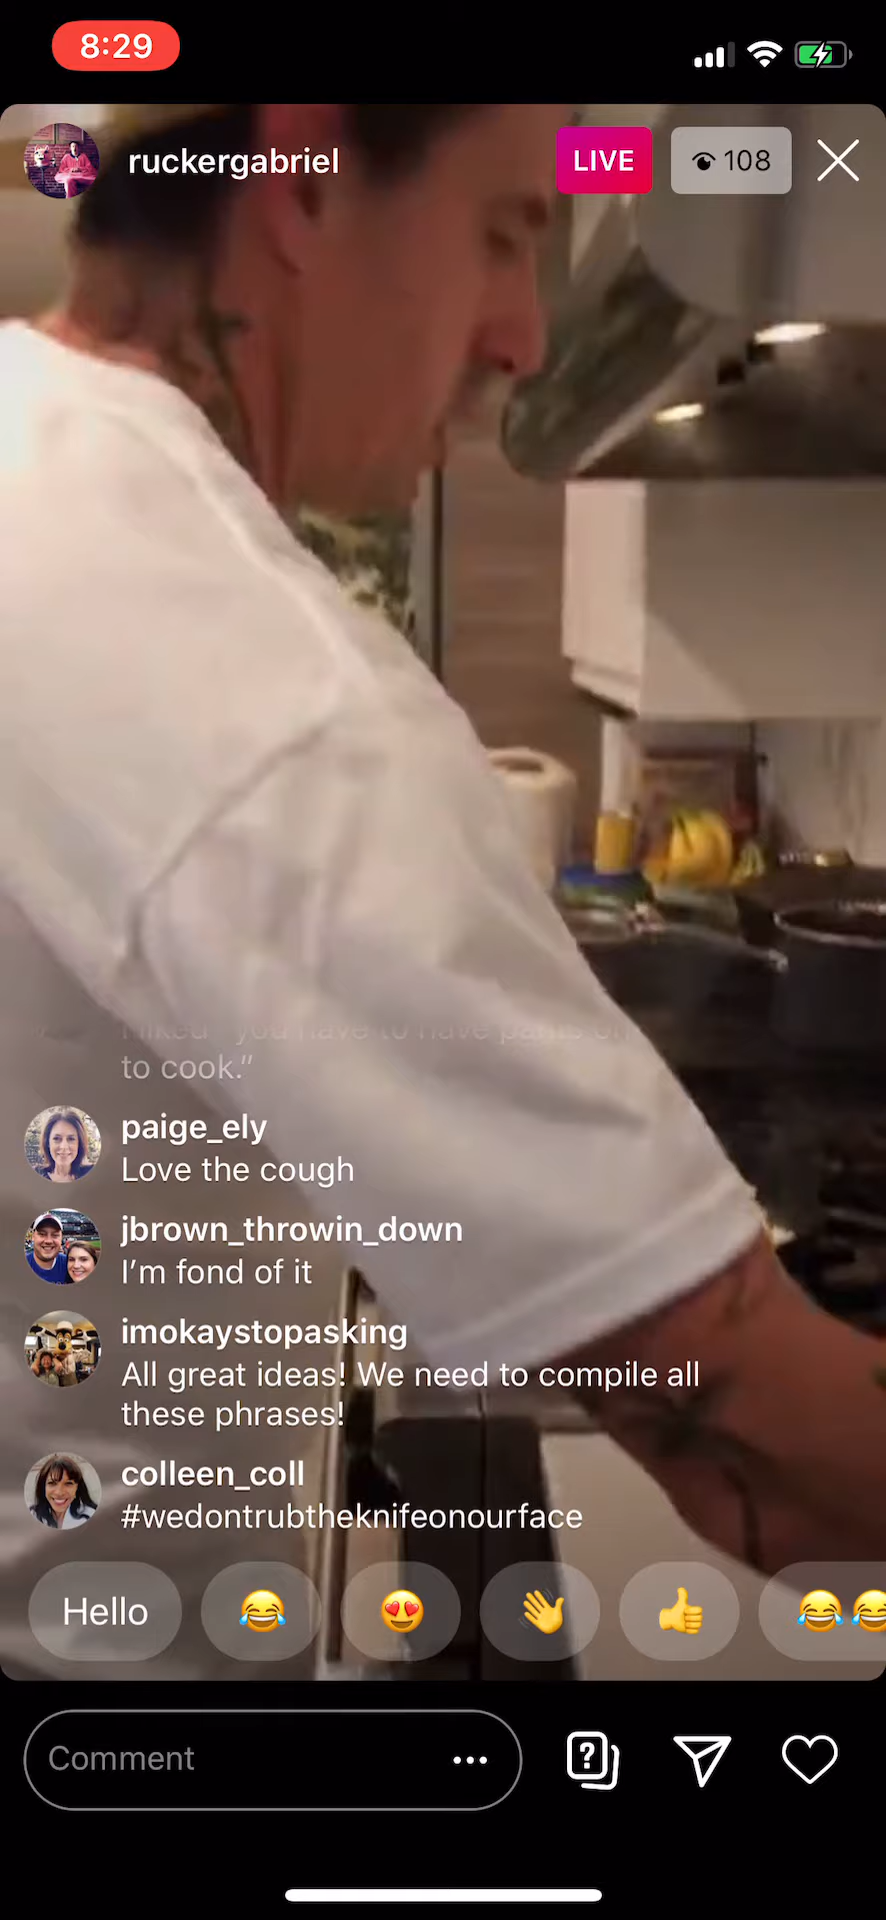 8:29
ruckergabriel
LIVE
108
to cook.”
paige_ely
Love the cough
jbrown_throwin_down
I’m fond of it
imokaystopasking
All great ideas! We need to compile all
these phrases!
colleen_coll
#wedontrubtheknifeonourface
Hello
Comment